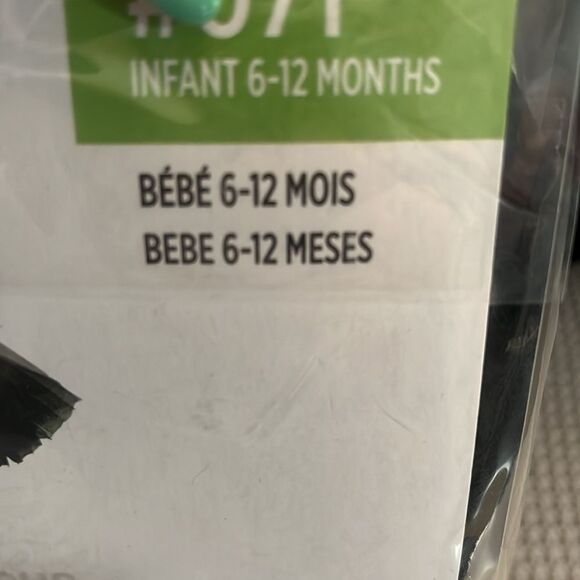 INFANT 6-12 MONTHS
BÉBÉ 6-12 MOIS
BEBE 6-12 MESES